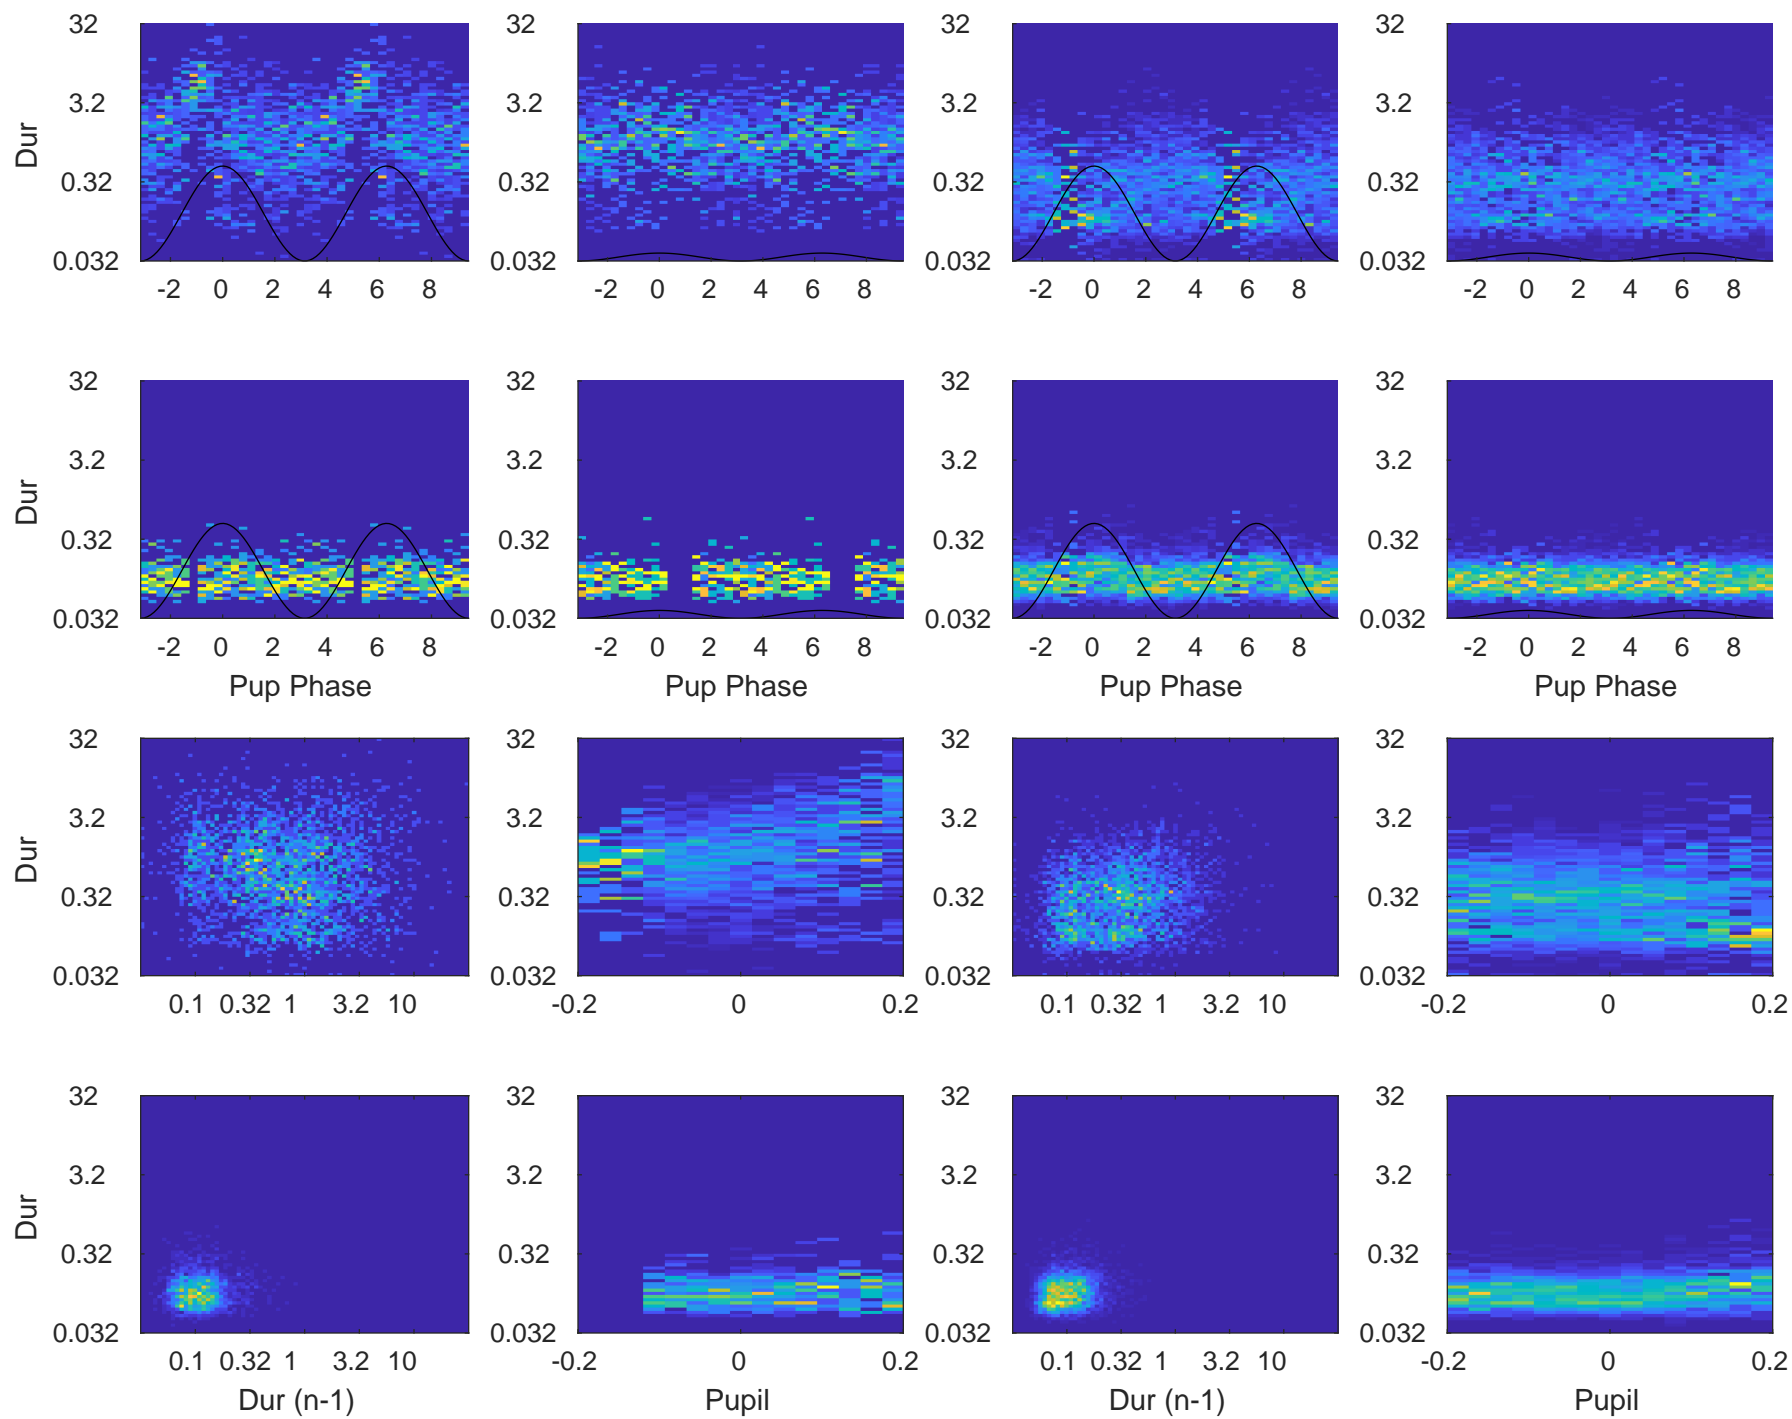 32 32 32 32
3.2 3.2 3.2 3.2
Dur
0.32 0.32 0.32 0.32
0.032 0.032 0.032 0.032
-2 0 2 4 6 8 -2 0 2 4 6 8 -2 0 2 4 6 8 -2 0 2 4 6 8
32 32 32 32
3.2 3.2 3.2 3.2
Dur
0.32 0.32 0.32 0.32
0.032 0.032 0.032 0.032
-2 0 2 4 6 8 -2 0 2 4 6 8 -2 0 2 4 6 8 -2 0 2 4 6 8
Pup Phase Pup Phase Pup Phase Pup Phase
32 32 32 32
3.2 3.2 3.2 3.2
Dur
0.32 0.32 0.32 0.32
0.032 0.032 0.032 0.032
0.1 0.32 1 3.2 10 -0.2 0 0.2 0.1 0.32 1 3.2 10 -0.2 0 0.2
32 32 32 32
3.2 3.2 3.2 3.2
Dur
0.32 0.32 0.32 0.32
0.032 0.032 0.032 0.032
0.1 0.32 1 3.2 10 -0.2 0 0.2 0.1 0.32 1 3.2 10 -0.2 0 0.2
Dur (n-1) Pupil Dur (n-1) Pupil